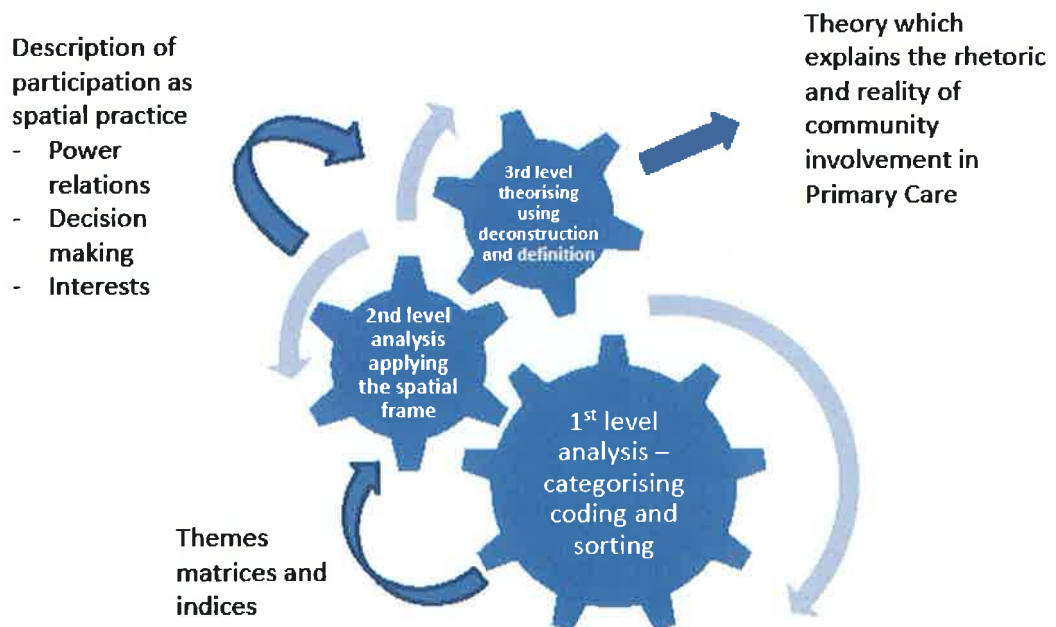 Description of
participation as
spatial practice
- Power
relations
- Decision
making
- Interests
Theory which
explains the rhetoric
and reality of
community
involvement in
Primary Care
3rd level
theorising
using
deconstruction
and definition
2nd level
analysis
applying
the spatial
frame
1st level
analysis –
categorising
coding and
sorting
Themes
matrices and
indices